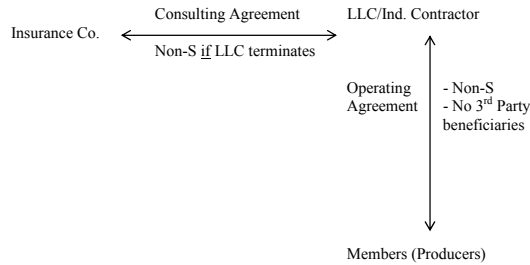 Consulting Agreement
LLC/Ind. Contractor
Insurance Co.
Non-S if LLC terminates
Operating
Agreement
- Non-S
- No 3rd Party
beneficiaries
Members (Producers)